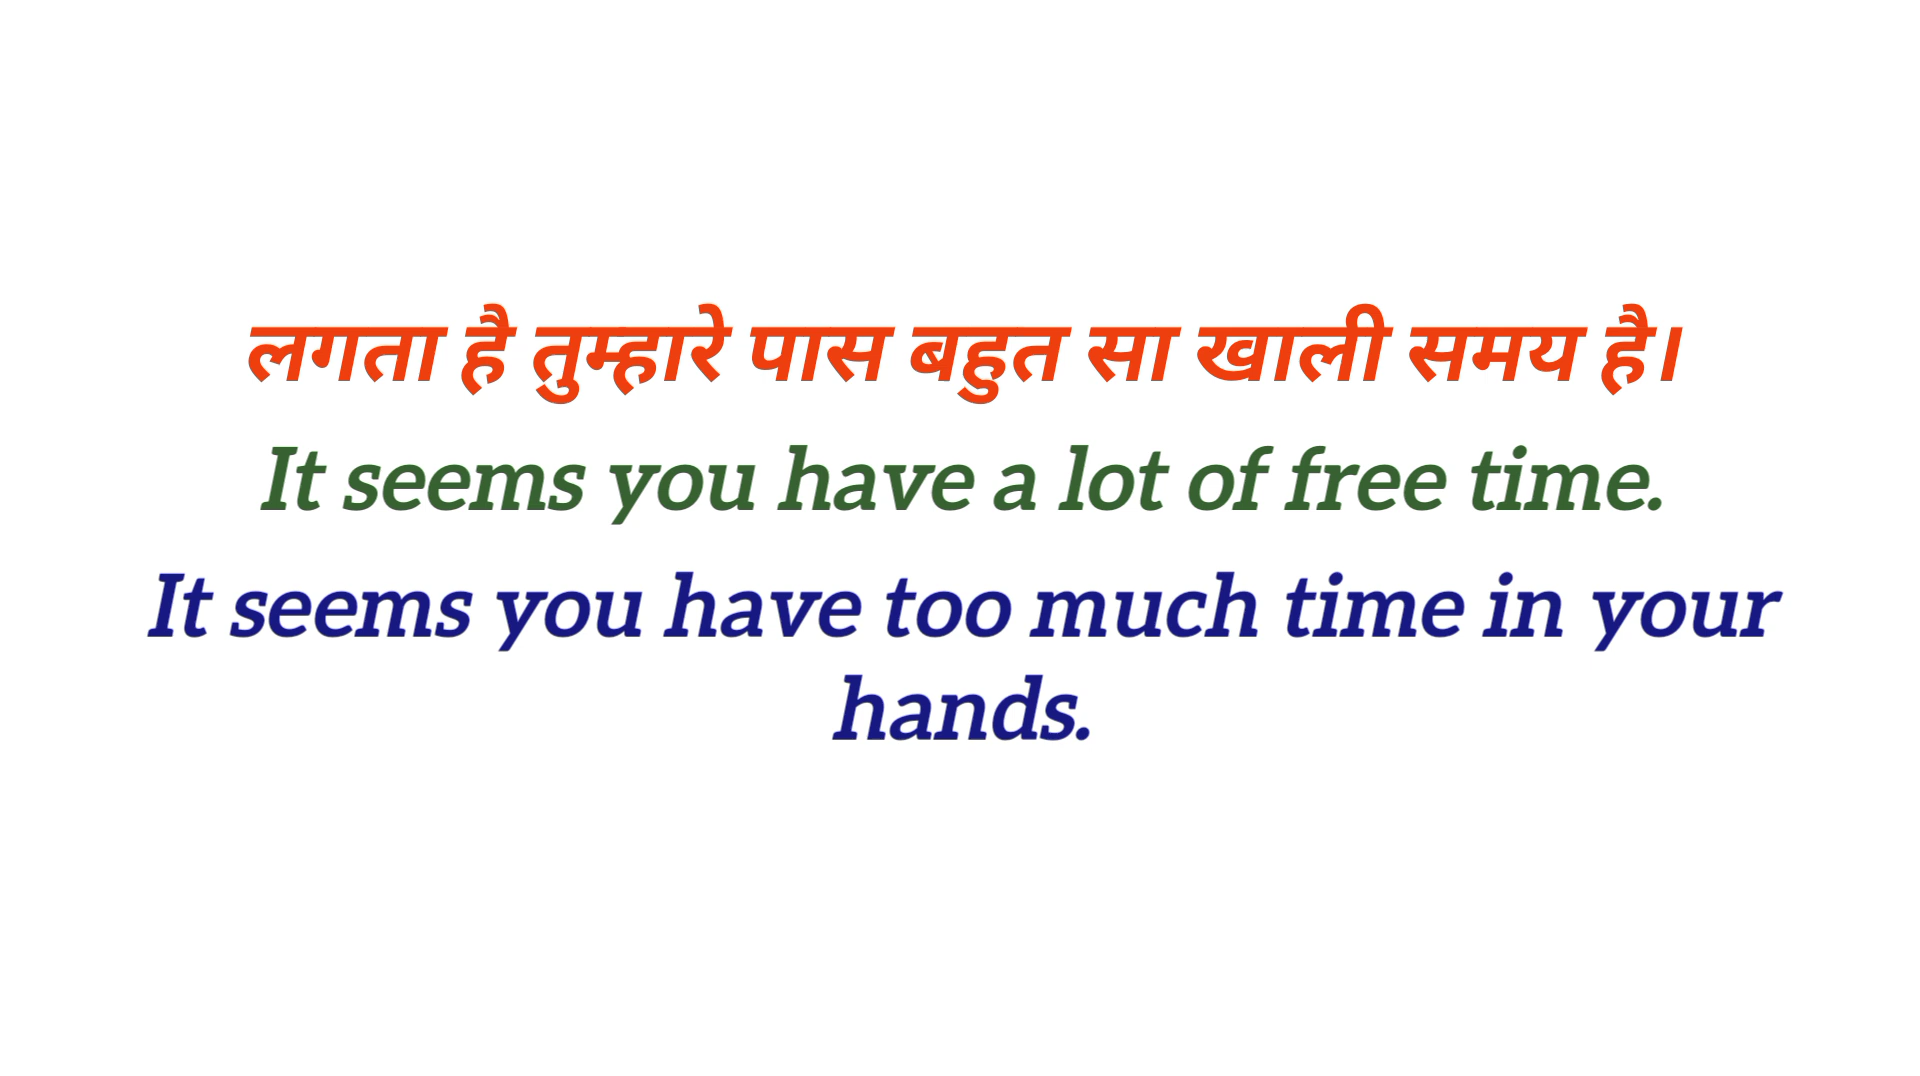 लगता है तुम्हारे पास बहुत सा खाली समय है।
It seems you have a lot of free time.
It seems you have too much time in your
hands.